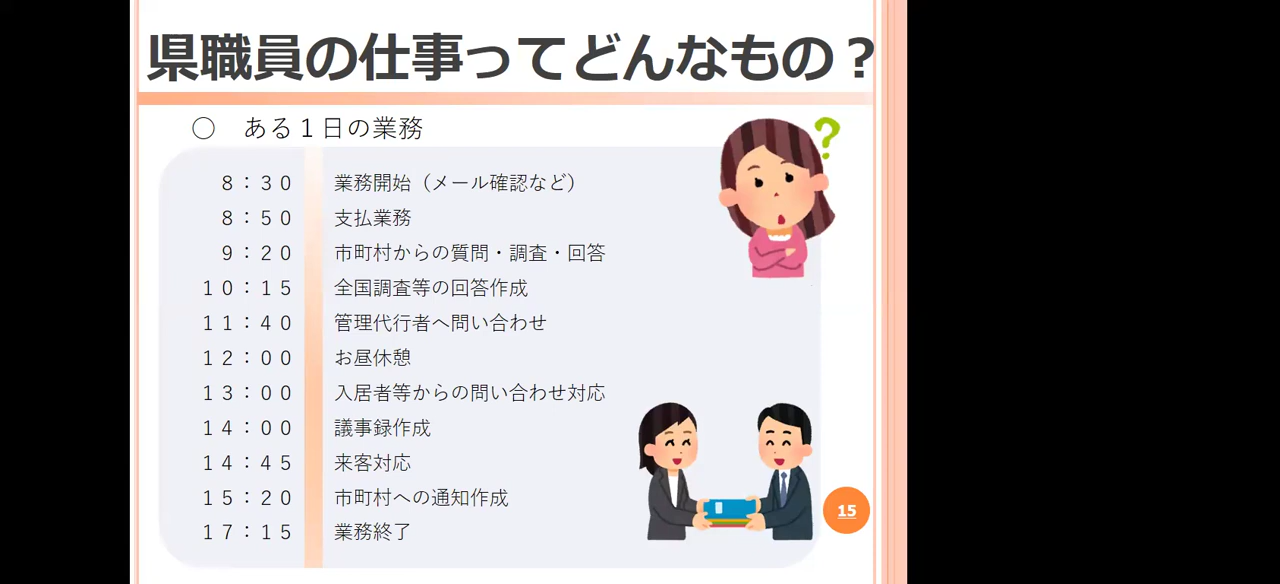 県職員の仕事ってどんなもの？
○　ある１日の業務
８：３０　業務開始（メール確認など）
８：５０　支払業務
９：２０　市町村からの質問・調査・回答
１０：１５　全国調査等の回答作成
１１：４０　管理代行者へ問い合わせ
１２：００　お昼休憩
１３：００　入居者等からの問い合わせ対応
１４：００　議事録作成
１４：４５　来客対応
１５：２０　市町村への通知作成
１７：１５　業務終了
?
15